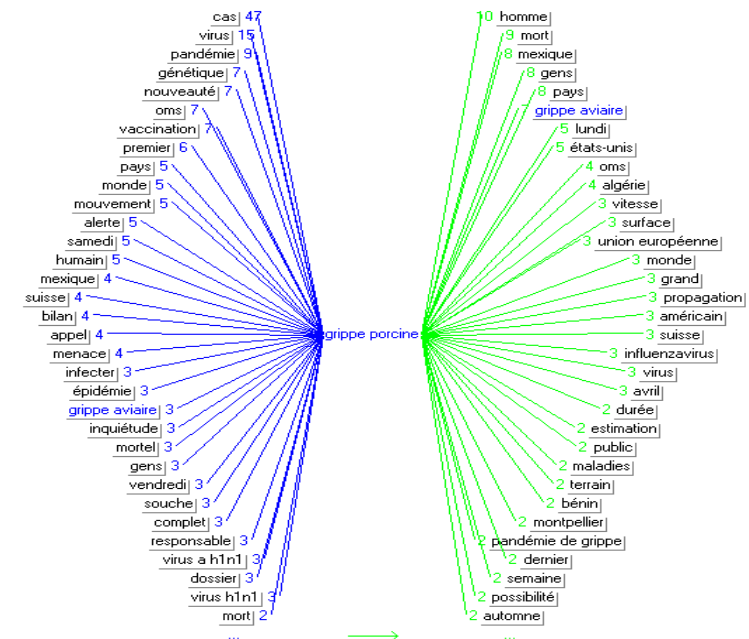 cas 47
virus 15
pandémie 9
génétique 7
nouveauté 7
oms 7
vaccination 7
premier 6
pays 5
monde 5
mouvement 5
alerte 5
samedi 5
humain 5
mexique 4
suisse 4
bilan 4
appel 4
menace 4
infecter 3
épidémie 3
grippe aviaire 3
inquiétude 3
mortel 3
gens 3
vendredi 3
souche 3
complet 3
responsable 3
virus a h1n1 3
dossier 3
virus h1n1 3
mort 2
...
grippe porcine
10 homme
9 mort
8 mexique
8 gens
8 pays
7 grippe aviaire
5 lundi
5 états-unis
4 oms
4 algérie
3 vitesse
3 surface
3 union européenne
3 monde
3 grand
3 propagation
3 américain
3 suisse
3 influenzavirus
3 virus
3 avril
2 durée
2 estimation
2 public
2 maladies
2 terrain
2 bénin
2 montpellier
2 pandémie de grippe
2 dernier
2 semaine
2 possibilité
2 automne
...